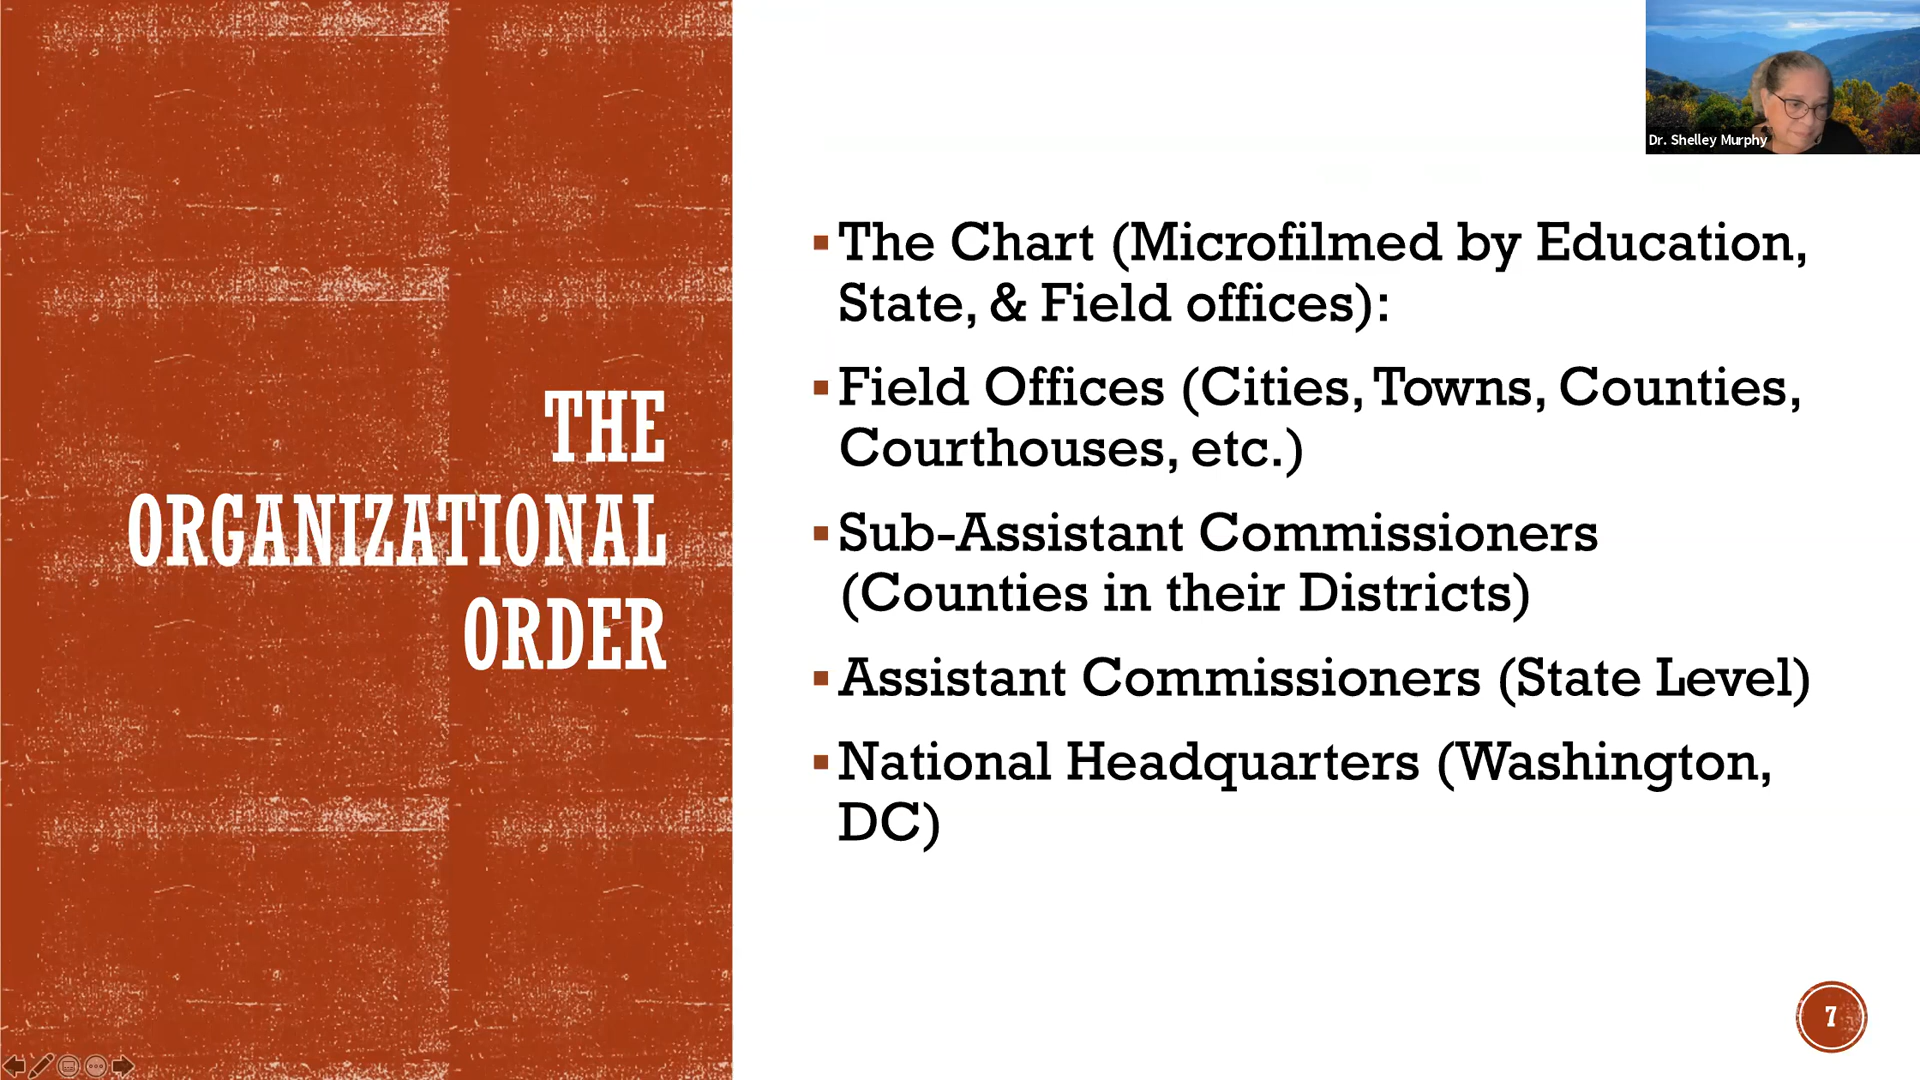 THE
ORGANIZATIONAL
ORDER
▪The Chart (Microfilmed by Education,
State, & Field offices):
▪Field Offices (Cities, Towns, Counties,
Courthouses, etc.)
▪Sub-Assistant Commissioners
(Counties in their Districts)
▪Assistant Commissioners (State Level)
▪National Headquarters (Washington,
DC)
Dr. Shelley Murphy
7